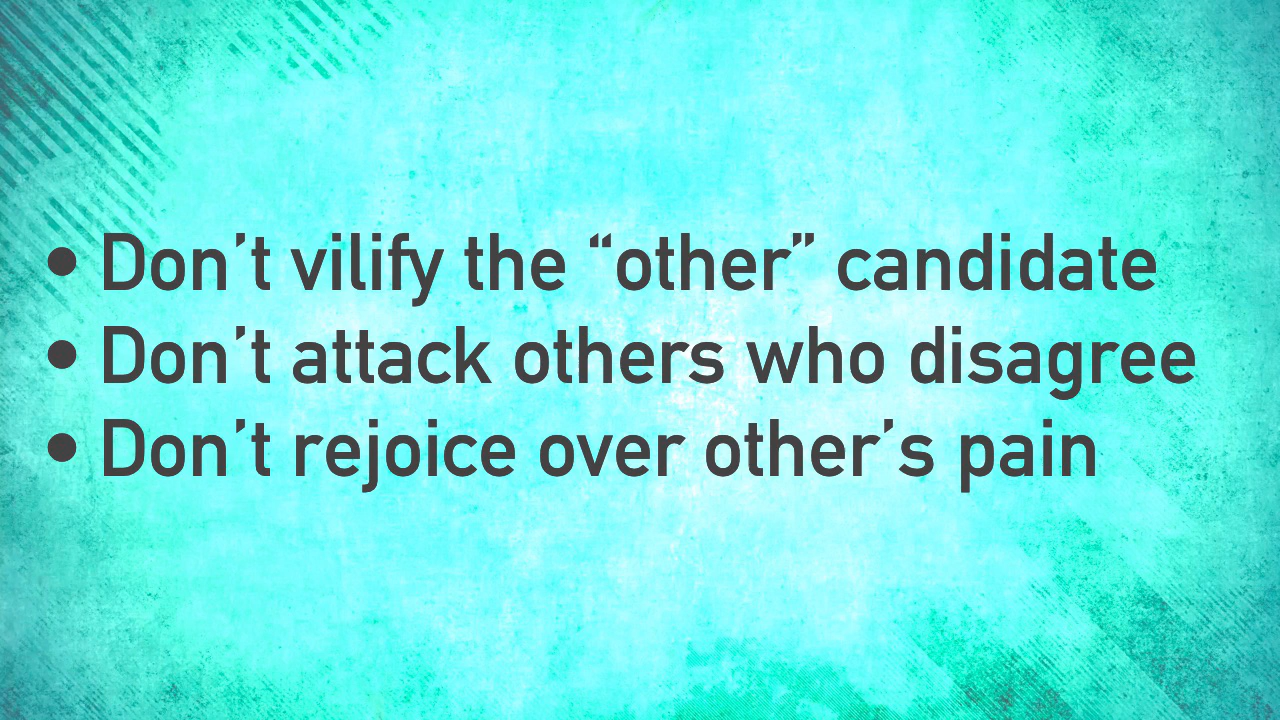 • Don’t vilify the “other” candidate
• Don’t attack others who disagree
• Don’t rejoice over other’s pain